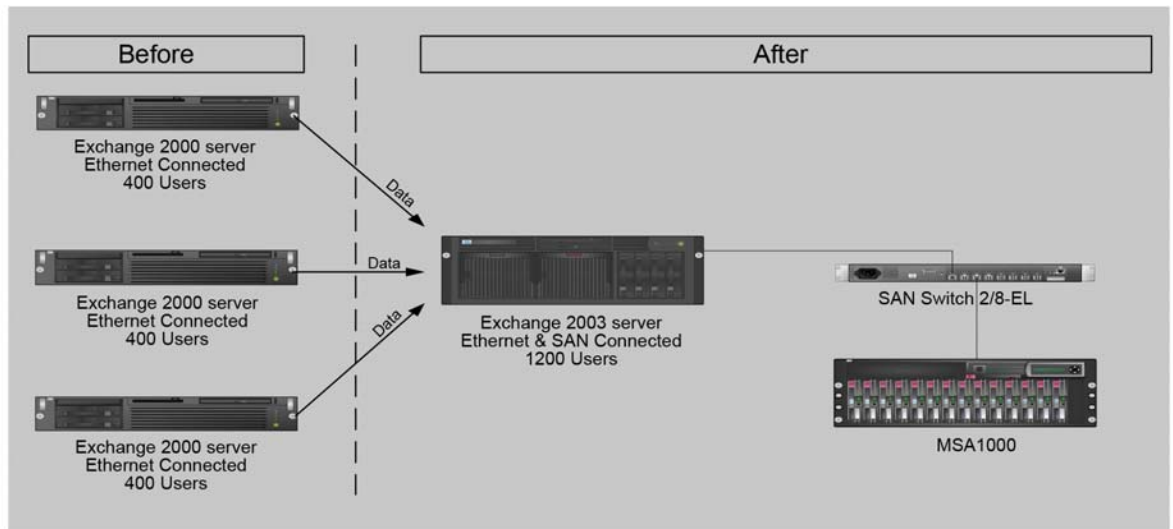 Before
After
Exchange 2000 server
Ethernet Connected
400 Users
Exchange 2000 server
Ethernet Connected
400 Users
Exchange 2000 server
Ethernet Connected
400 Users
Data
Data
Data
Exchange 2003 server
Ethernet & SAN Connected
1200 Users
SAN Switch 2/8-EL
MSA1000